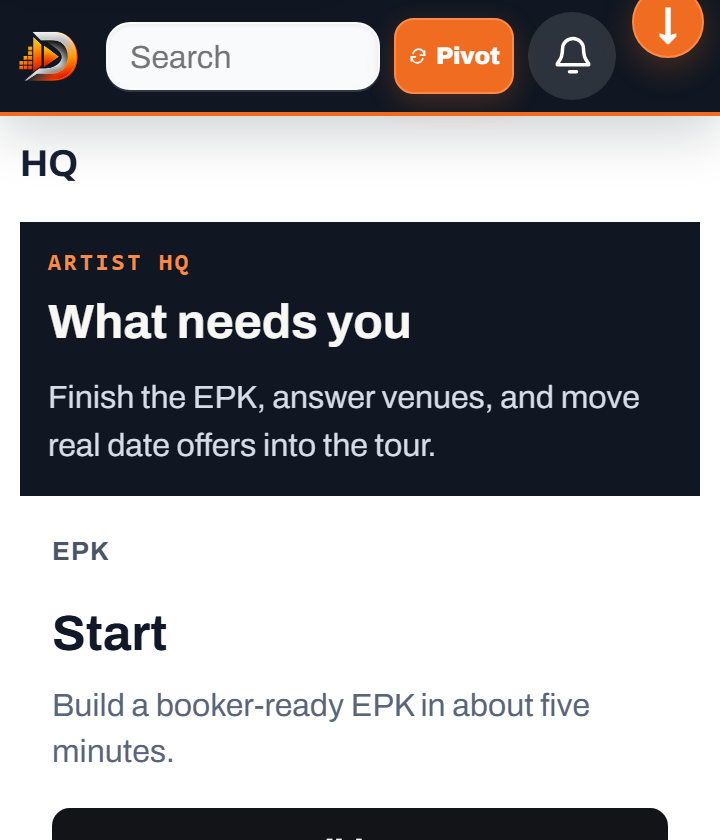 Search
Pivot
HQ
ARTIST HQ
What needs you
Finish the EPK, answer venues, and move
real date offers into the tour.
EPK
Start
Build a booker-ready EPK in about five
minutes.